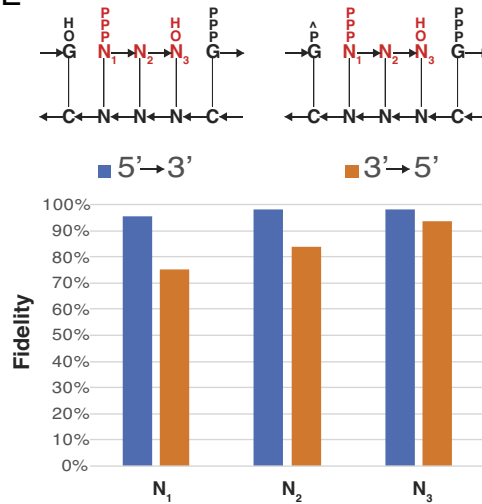 E
H P H P ^ P H P
O P O P P P O P
P P P P
G N1 N2 N3 G G N1 N2 N3 G
C N N N C C N N N C
5’→3’ 3’→5’
100%
90%
80%
70%
60%
50%
40%
30%
20%
10%
0%
Fidelity
N1 N2 N3